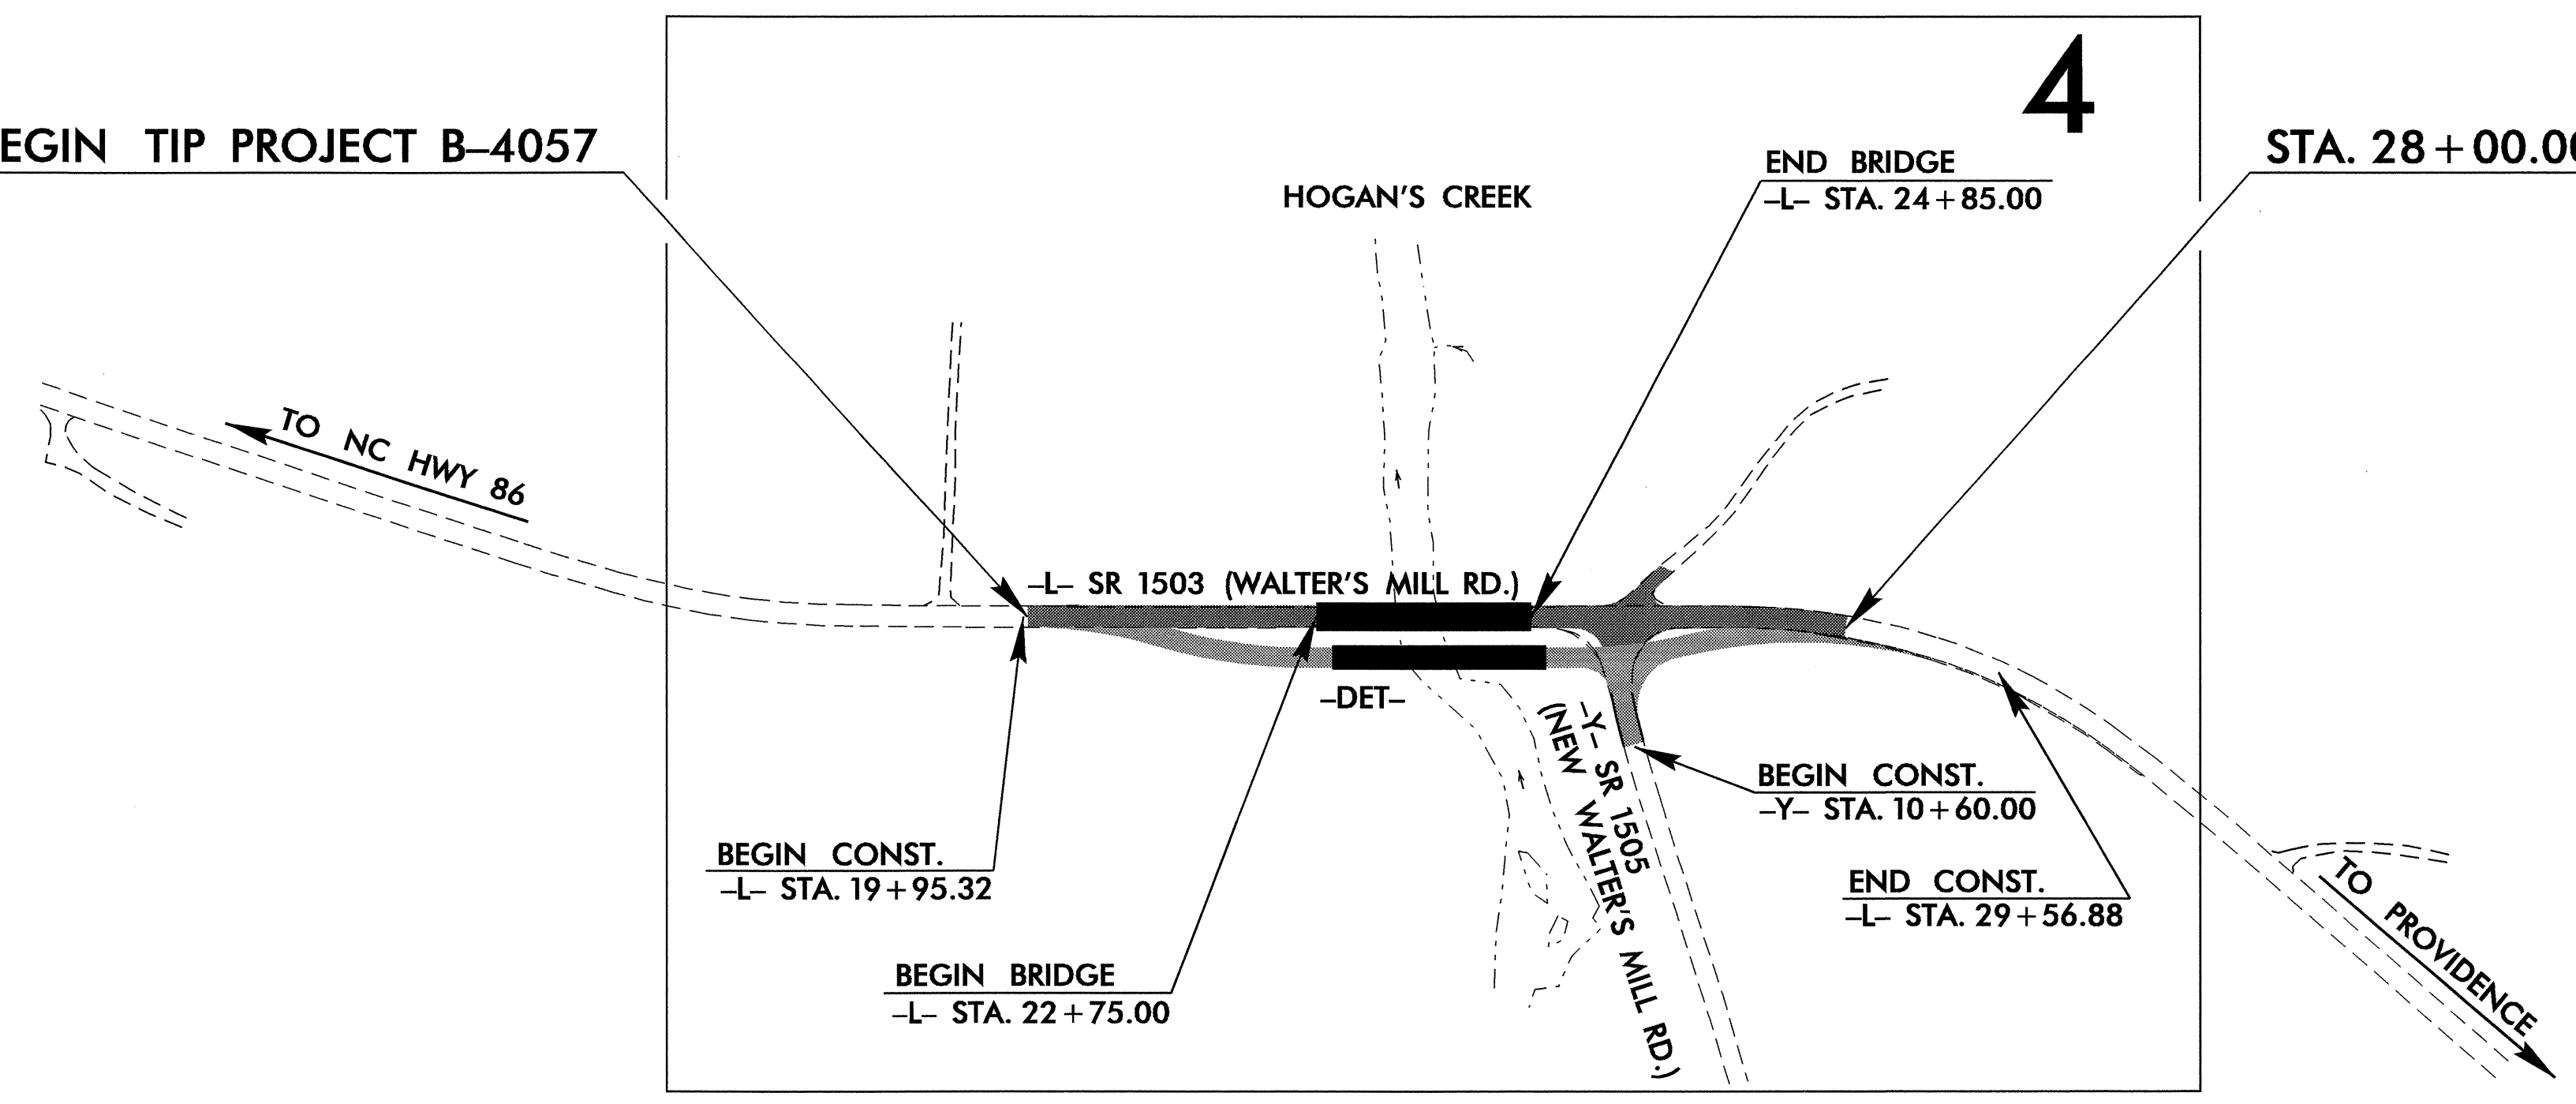 4
EGIN TIP PROJECT B–4057
STA. 28+00.00
END BRIDGE
–L– STA. 24+85.00
HOGAN'S CREEK
TO NC HWY 86
–L– SR 1503 (WALTER'S MILL RD.)
–DET–
–Y– SR 1505
(NEW WALTER'S MILL RD.)
BEGIN CONST.
–Y– STA. 10+60.00
BEGIN CONST.
–L– STA. 19+95.32
END CONST.
–L– STA. 29+56.88
TO PROVIDENCE
BEGIN BRIDGE
–L– STA. 22+75.00